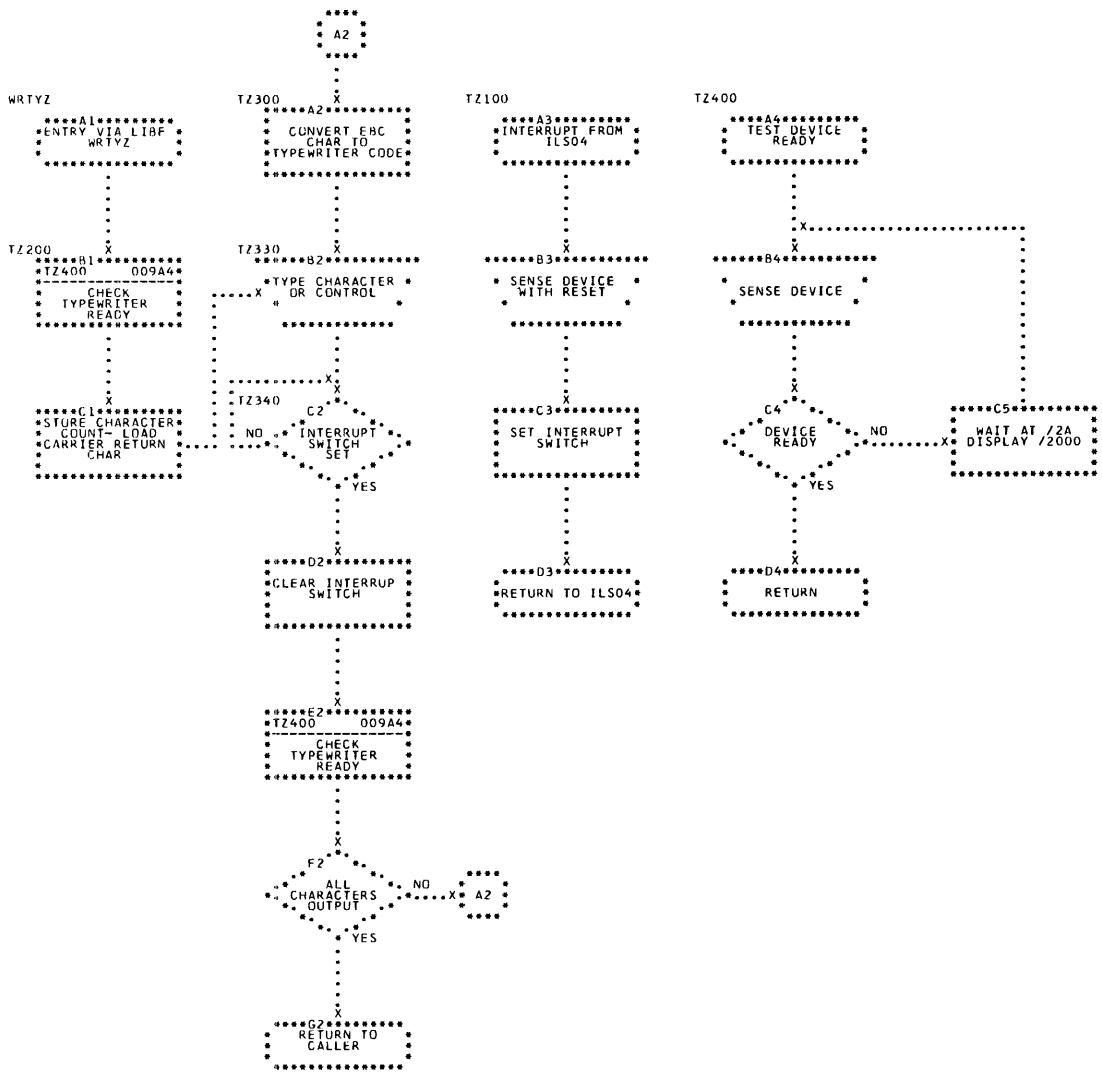 A2
WRTYZ
A1
ENTRY VIA LIBF
WRTYZ
TZ300
A2
CONVERT EBC
CHAR TO
TYPEWRITER CODE
TZ100
A3
INTERRUPT FROM
ILS04
TZ400
A4
TEST DEVICE
READY
TZ200
B1
TZ400 009A4
CHECK
TYPEWRITER
READY
TZ330
B2
TYPE CHARACTER
OR CONTROL
B3
SENSE DEVICE
WITH RESET
B4
SENSE DEVICE
C1
STORE CHARACTER
COUNT- LOAD
CARRIER RETURN
CHAR
TZ340
C2
NO
INTERRUPT
SWITCH
SET
YES
C3
SET INTERRUPT
SWITCH
C4
DEVICE
READY
NO
YES
C5
WAIT AT /2A
DISPLAY /2000
D2
CLEAR INTERRUP
SWITCH
D3
RETURN TO ILS04
D4
RETURN
E2
TZ400 009A4
CHECK
TYPEWRITER
READY
F2
ALL
CHARACTERS
OUTPUT
NO
A2
YES
G2
RETURN TO
CALLER